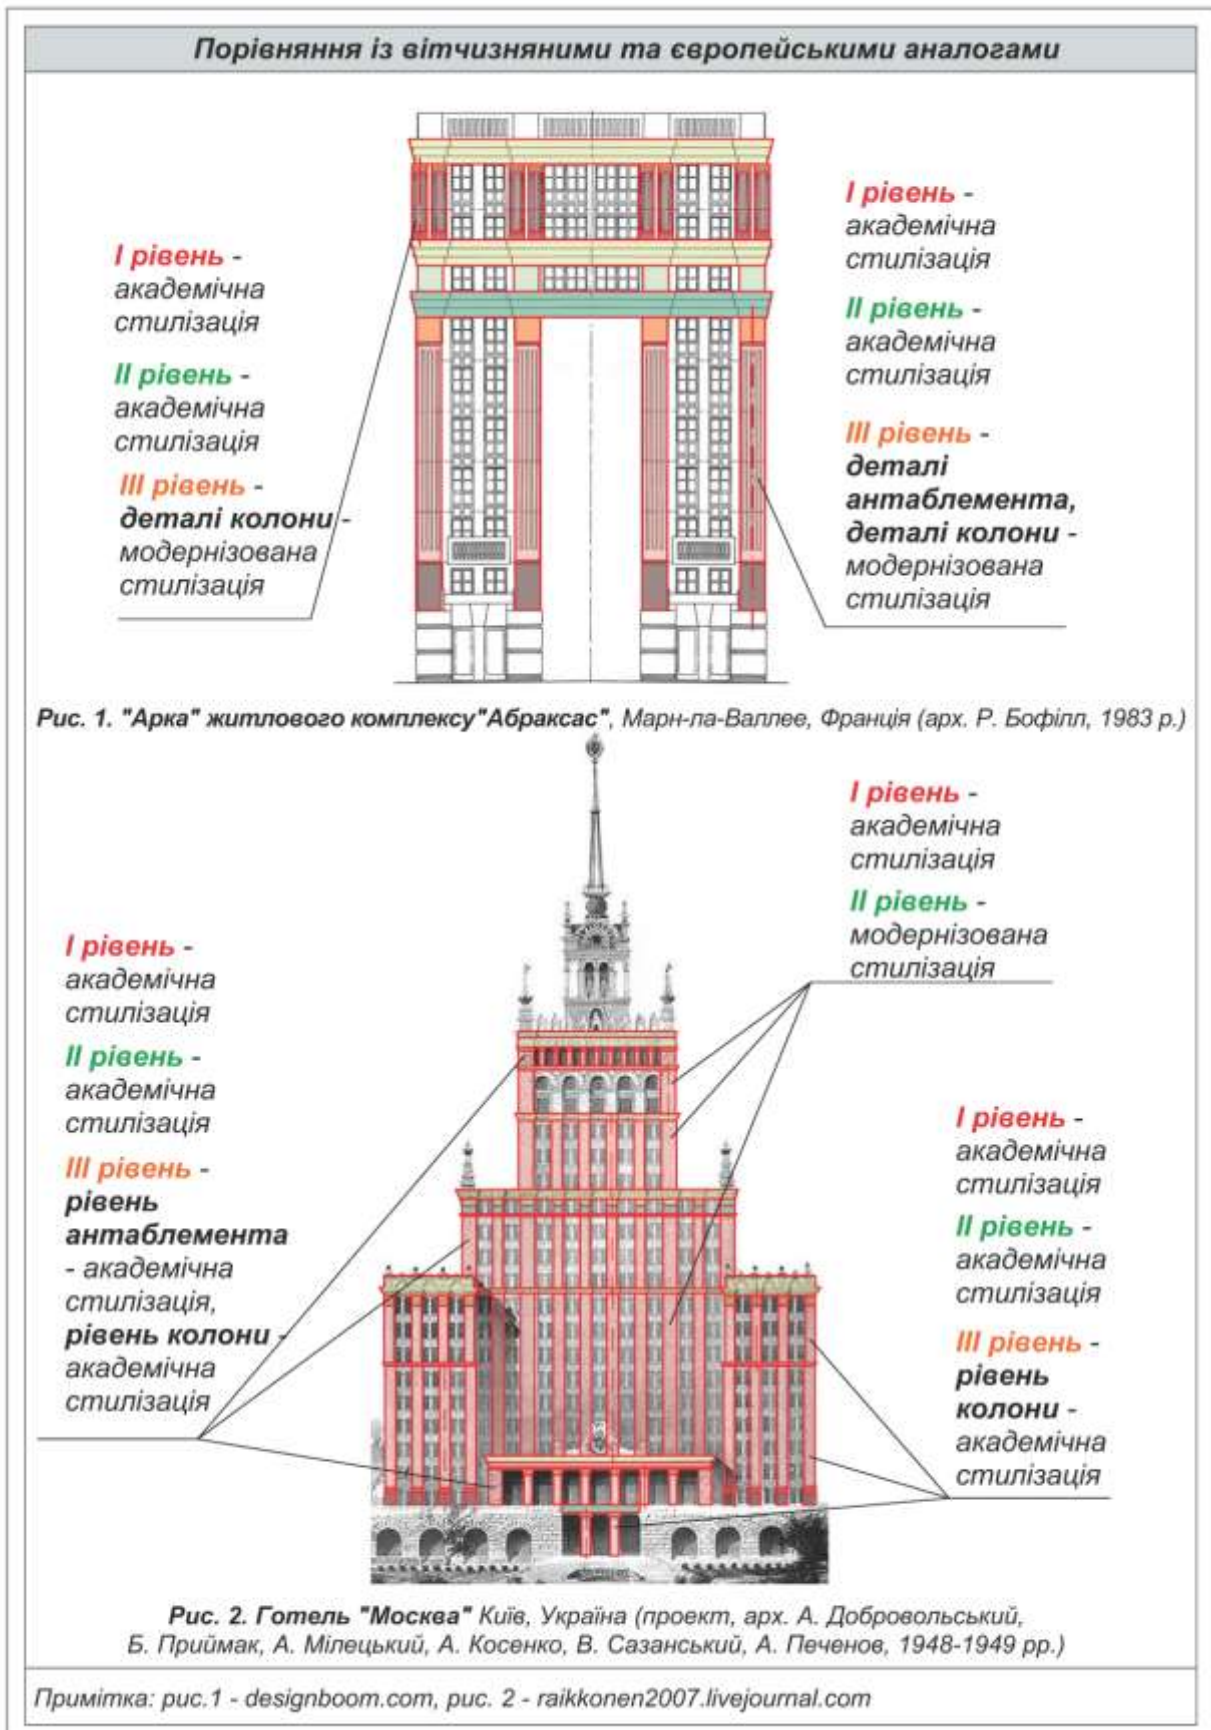 Порівняння із вітчизняними та європейськими аналогами
I рівень -
академічна
стилізація
II рівень -
академічна
стилізація
III рівень -
деталі колони -
модернізована
стилізація
I рівень -
академічна
стилізація
II рівень -
академічна
стилізація
III рівень -
деталі
антаблемента,
деталі колони -
модернізована
стилізація
Рис. 1. "Арка" житлового комплексу"Абраксас", Марн-ла-Валлее, Франція (арх. Р. Бофілл, 1983 р.)
I рівень -
академічна
стилізація
II рівень -
академічна
стилізація
III рівень -
рівень
антаблемента
- академічна
стилізація,
рівень колони -
академічна
стилізація
I рівень -
академічна
стилізація
II рівень -
модернізована
стилізація
I рівень -
академічна
стилізація
II рівень -
академічна
стилізація
III рівень -
рівень
колони -
академічна
стилізація
Рис. 2. Готель "Москва" Київ, Україна (проект, арх. А. Добровольський,
Б. Приймак, А. Мілецький, А. Косенко, В. Сазанський, А. Печенов, 1948-1949 рр.)
Примітка: рис.1 - designboom.com, рис. 2 - raikkonen2007.livejournal.com